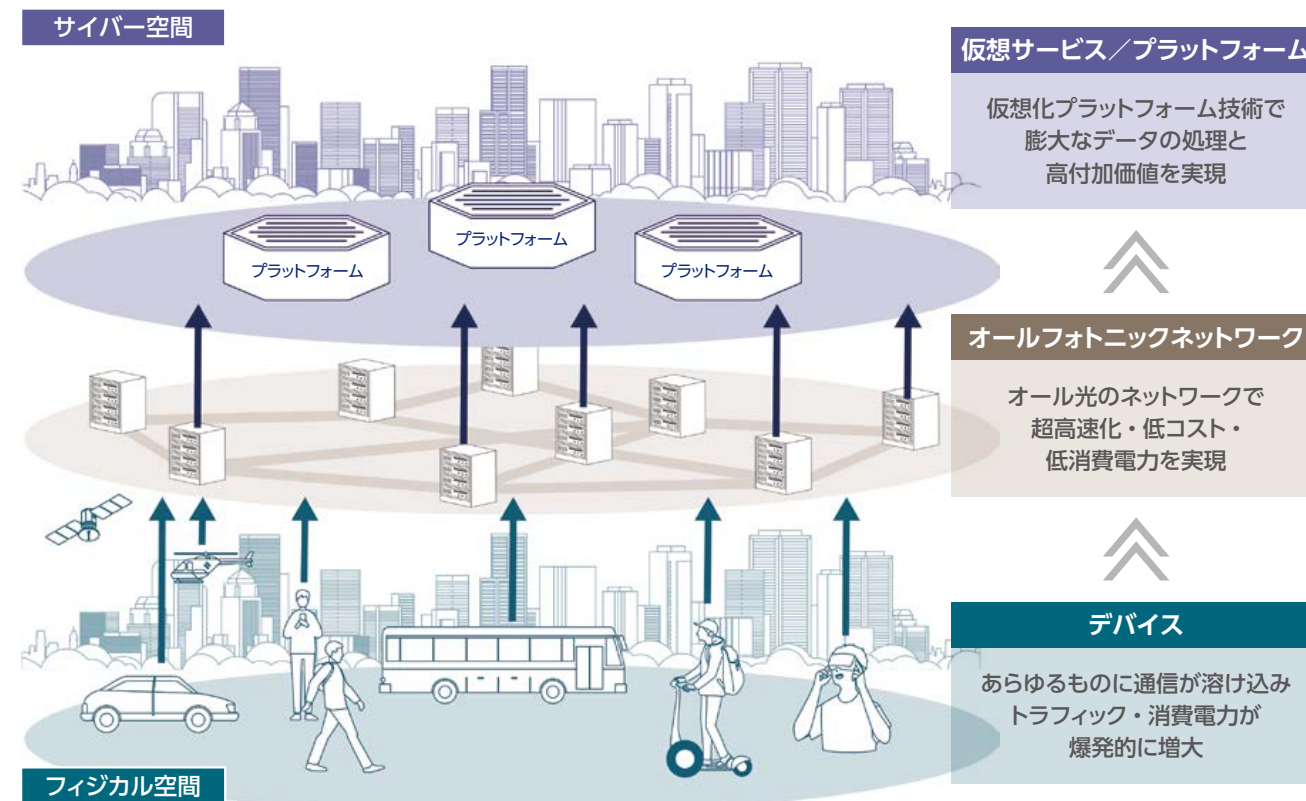 サイバー空間
プラットフォーム
プラットフォーム
プラットフォーム
フィジカル空間
仮想サービス／プラットフォーム
仮想化プラットフォーム技術で
膨大なデータの処理と
高付加価値を実現
オールフォトニックネットワーク
オール光のネットワークで
超高速化・低コスト・
低消費電力を実現
デバイス
あらゆるものに通信が溶け込み
トラフィック・消費電力が
爆発的に増大